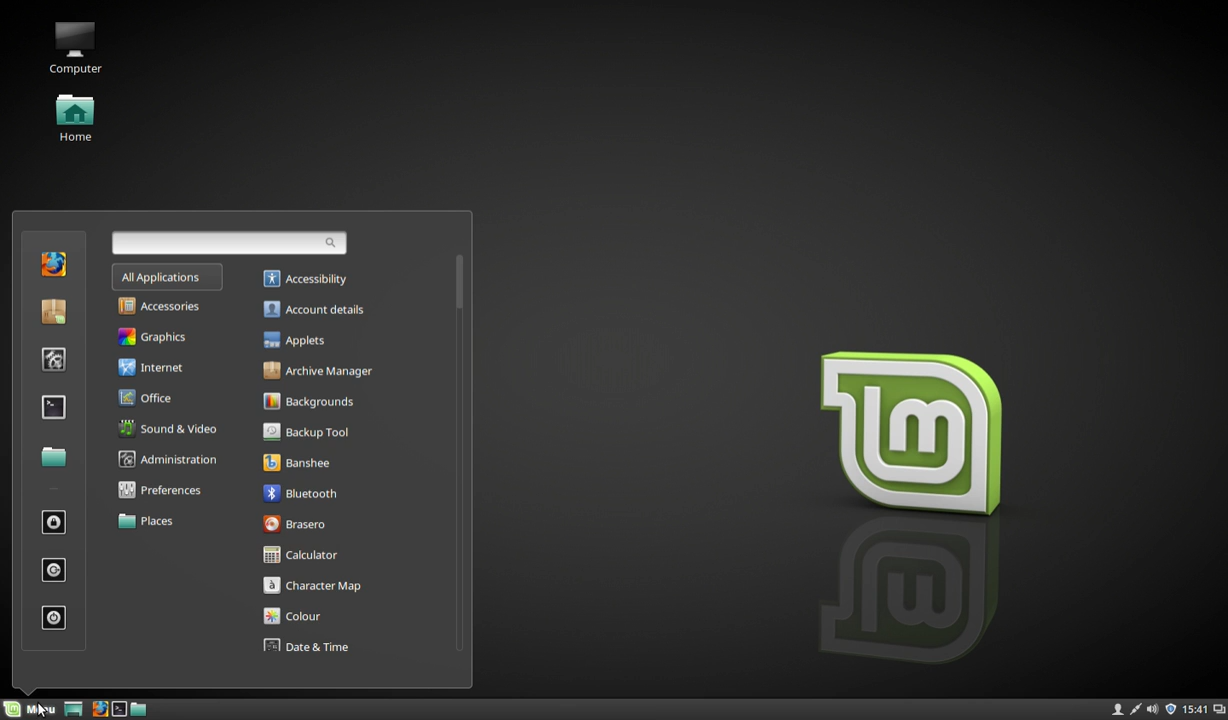 Computer
Home
All Applications
Accessories
Graphics
Internet
Office
Sound & Video
Administration
Preferences
Places
Accessibility
Account details
Applets
Archive Manager
Backgrounds
Backup Tool
Banshee
Bluetooth
Brasero
Calculator
Character Map
Colour
Date & Time
Menu
15:41